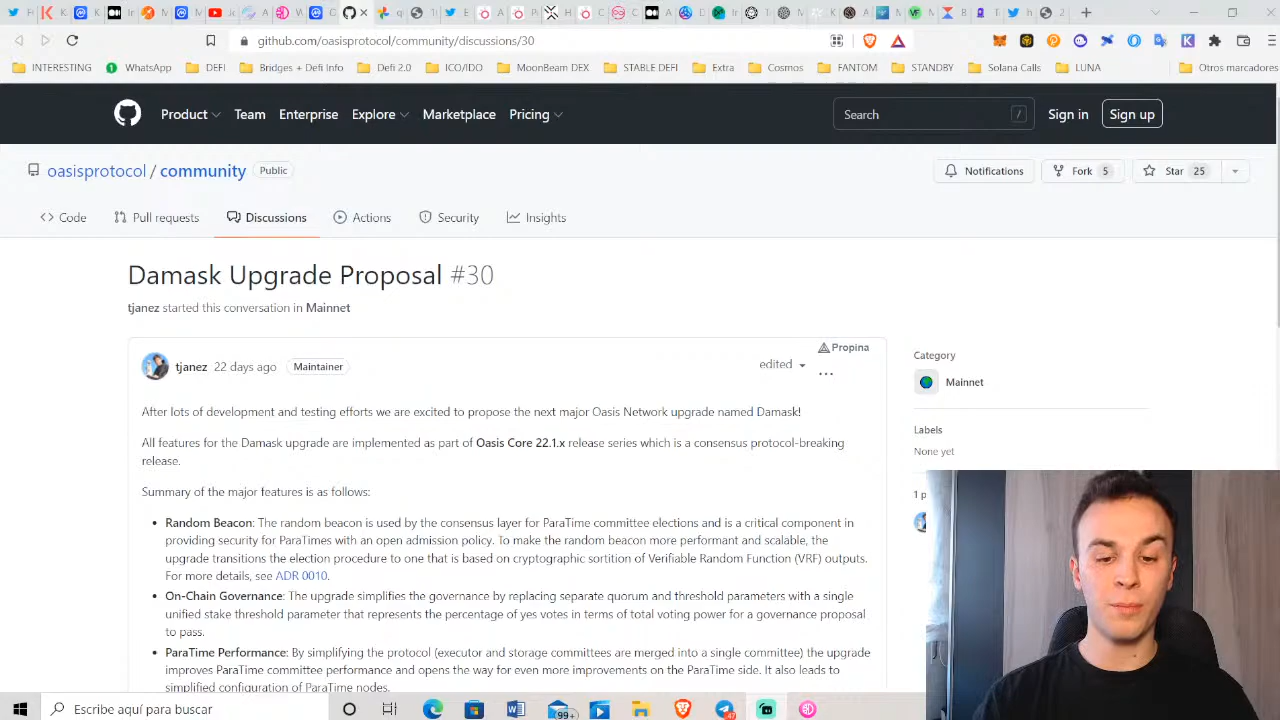 github.com/oasisprotocol/community/discussions/30
INTERESTING WhatsApp DEFI Bridges + Defi Info Defi 2.0 ICO/IDO MoonBeam DEX STABLE DEFI Extra Cosmos FANTOM STANDBY Solana Calls LUNA Otros marcadores
Product Team Enterprise Explore Marketplace Pricing Search / Sign in Sign up
oasisprotocol / community Public Notifications Fork 5 Star 25
Code Pull requests Discussions Actions Security Insights
Damask Upgrade Proposal #30
tjanez started this conversation in Mainnet
Propina
tjanez 22 days ago Maintainer edited ...
After lots of development and testing efforts we are excited to propose the next major Oasis Network upgrade named Damask!
All features for the Damask upgrade are implemented as part of Oasis Core 22.1.x release series which is a consensus protocol-breaking
release.
Summary of the major features is as follows:
• Random Beacon: The random beacon is used by the consensus layer for ParaTime committee elections and is a critical component in
providing security for ParaTimes with an open admission policy. To make the random beacon more performant and scalable, the
upgrade transitions the election procedure to one that is based on cryptographic sortition of Verifiable Random Function (VRF) outputs.
For more details, see ADR 0010.
• On-Chain Governance: The upgrade simplifies the governance by replacing separate quorum and threshold parameters with a single
unified stake threshold parameter that represents the percentage of yes votes in terms of total voting power for a governance proposal
to pass.
• ParaTime Performance: By simplifying the protocol (executor and storage committees are merged into a single committee) the upgrade
improves ParaTime committee performance and opens the way for even more improvements on the ParaTime side. It also leads to
simplified configuration of ParaTime nodes.
Category
Mainnet
Labels
None yet
Escribe aquí para buscar
99+
47